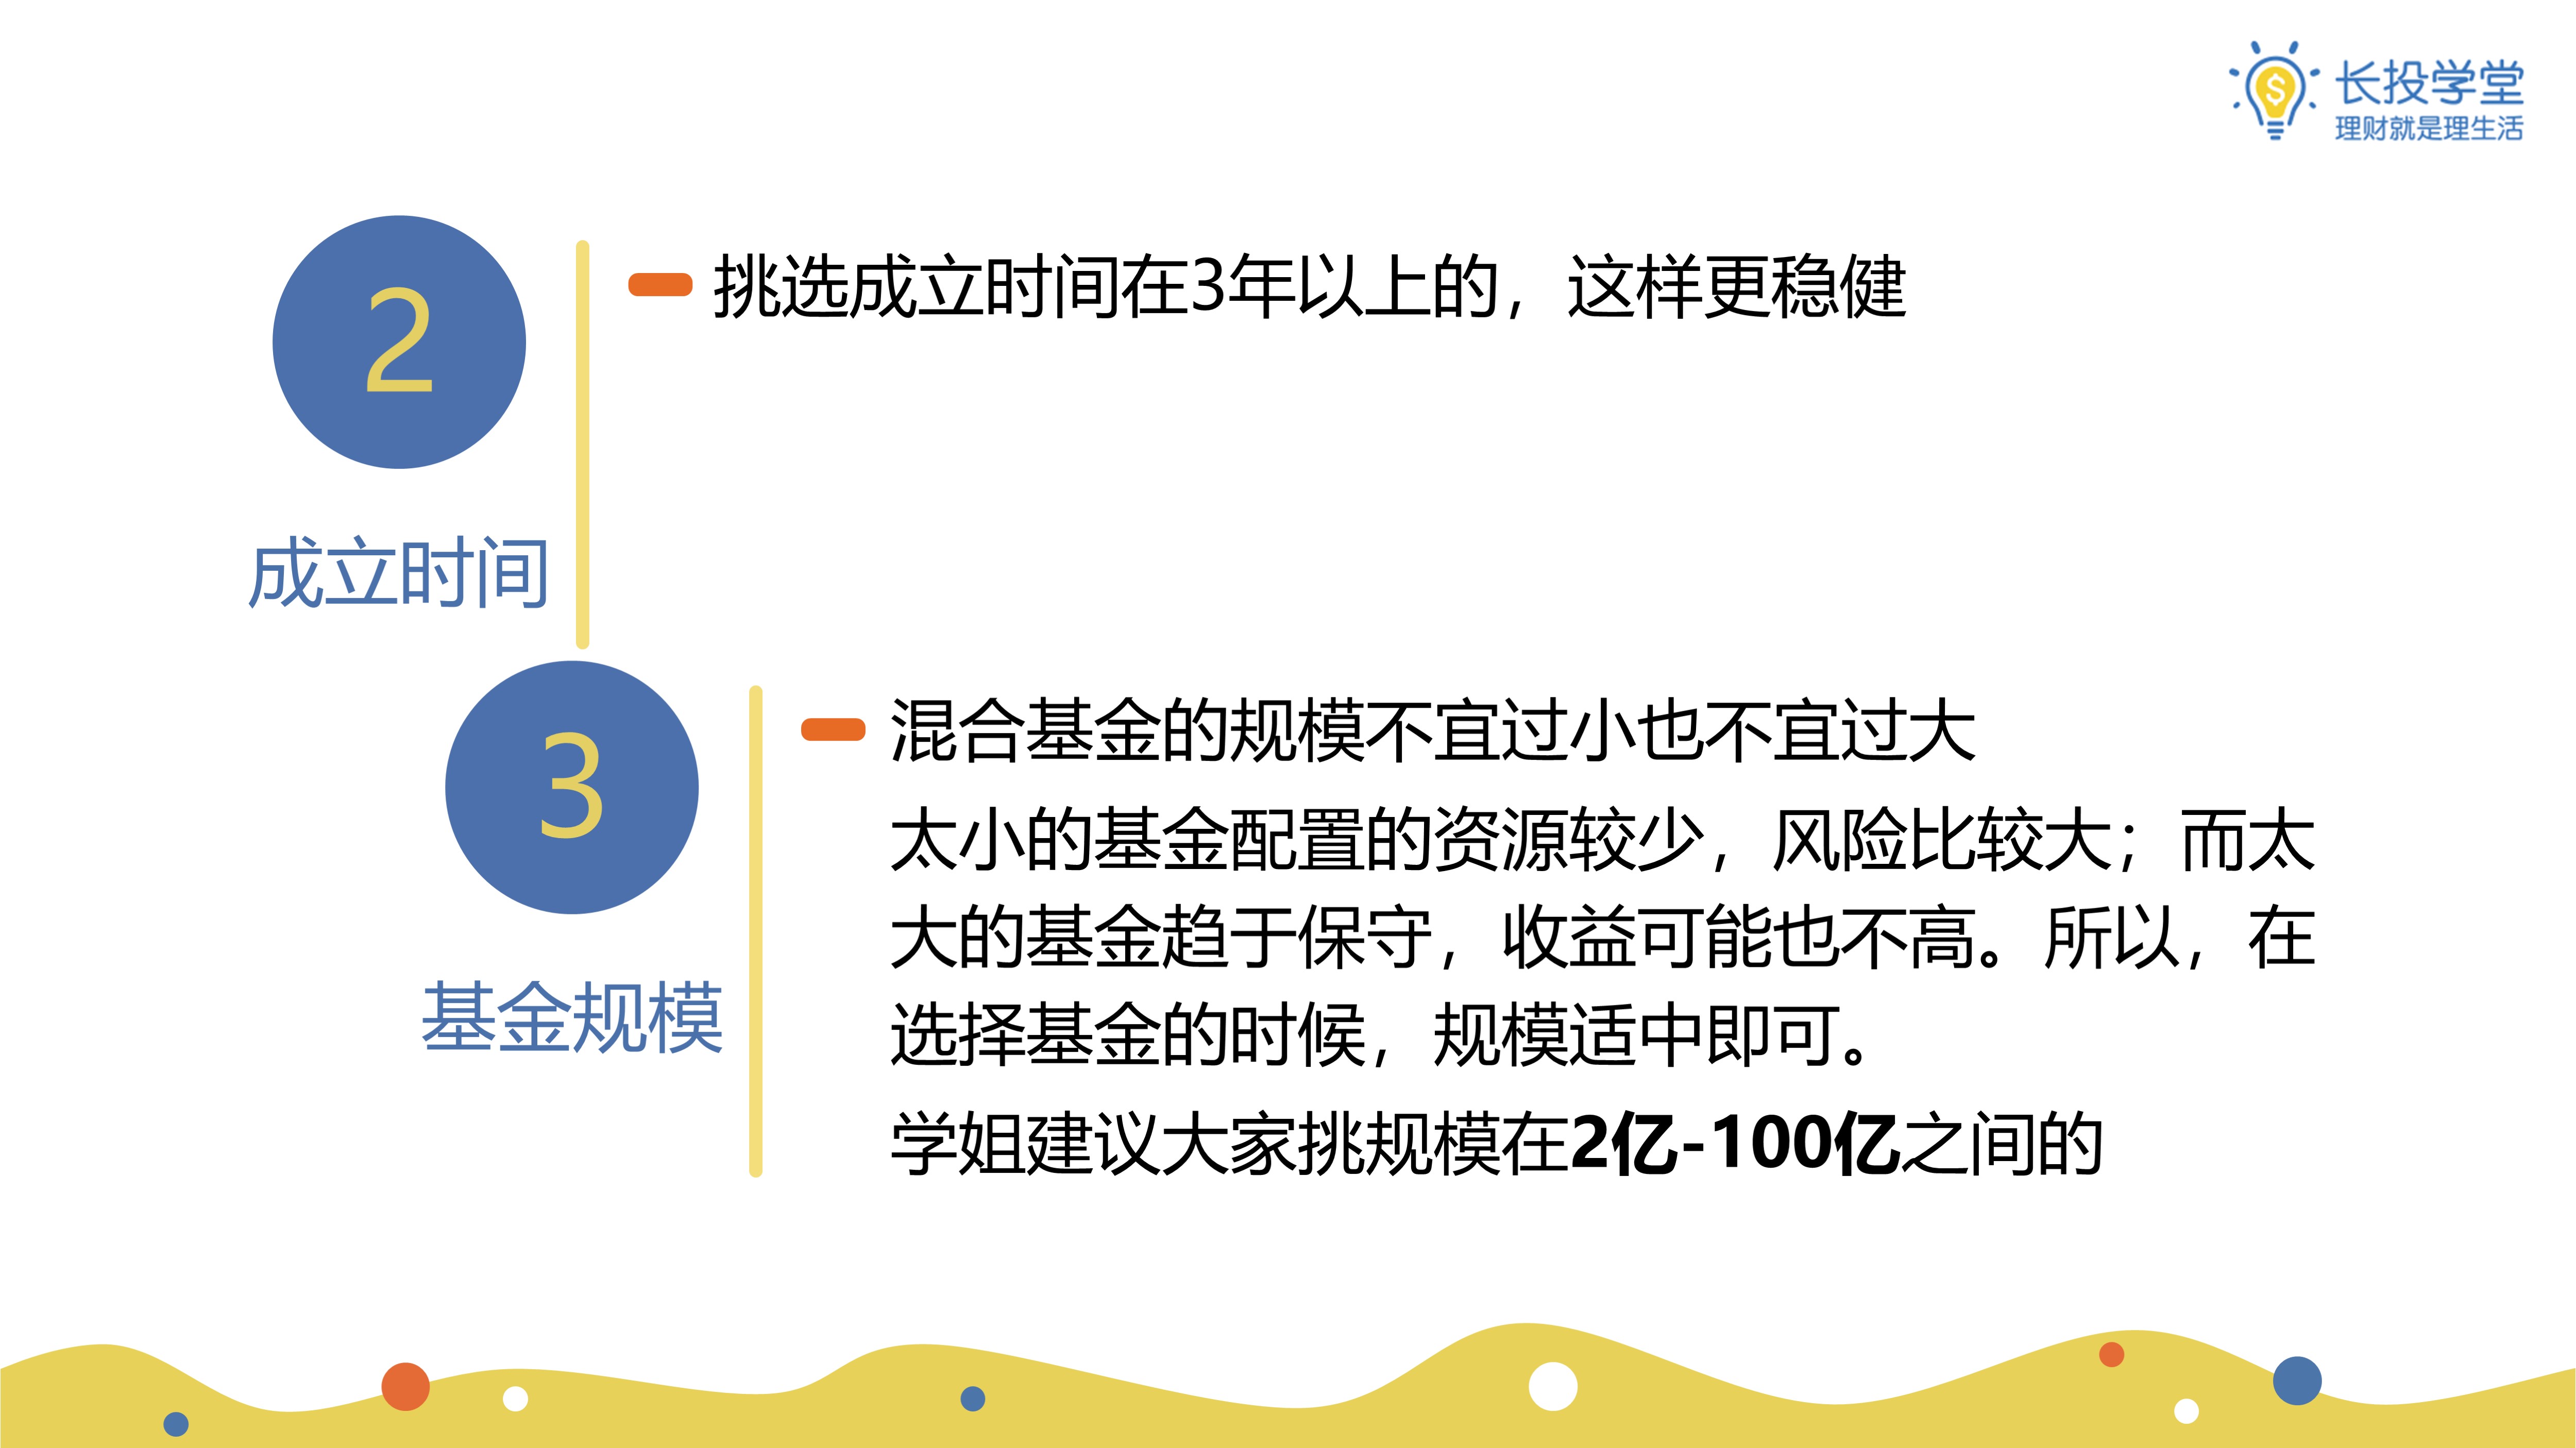 长投学堂
理财就是理生活
2
成立时间
挑选成立时间在3年以上的，这样更稳健
3
基金规模
混合基金的规模不宜过小也不宜过大
太小的基金配置的资源较少，风险比较大；而太
大的基金趋于保守，收益可能也不高。所以，在
选择基金的时候，规模适中即可。
学姐建议大家挑规模在2亿-100亿之间的